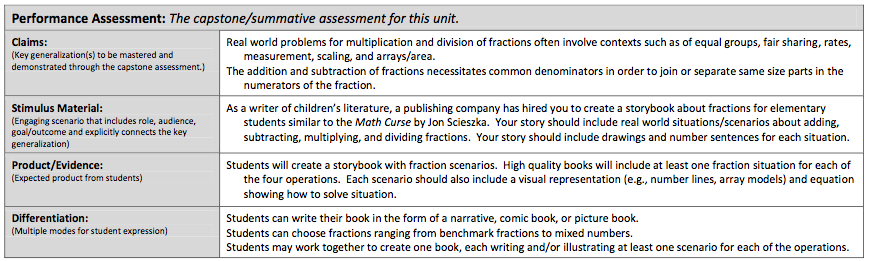 Performance Assessment: The capstone/summative assessment for this unit.
Claims:
(Key generalization(s) to be mastered and
demonstrated through the capstone assessment.)
Real world problems for multiplication and division of fractions often involve contexts such as of equal groups, fair sharing, rates,
measurement, scaling, and arrays/area.
The addition and subtraction of fractions necessitates common denominators in order to join or separate same size parts in the
numerators of the fraction.
Stimulus Material:
(Engaging scenario that includes role, audience,
goal/outcome and explicitly connects the key
generalization)
As a writer of children's literature, a publishing company has hired you to create a storybook about fractions for elementary
students similar to the Math Curse by Jon Scieszka. Your story should include real world situations/scenarios about adding,
subtracting, multiplying, and dividing fractions. Your story should include drawings and number sentences for each situation.
Product/Evidence:
(Expected product from students)
Students will create a storybook with fraction scenarios. High quality books will include at least one fraction situation for each of
the four operations. Each scenario should also include a visual representation (e.g., number lines, array models) and equation
showing how to solve situation.
Differentiation:
(Multiple modes for student expression)
Students can write their book in the form of a narrative, comic book, or picture book.
Students can choose fractions ranging from benchmark fractions to mixed numbers.
Students may work together to create one book, each writing and/or illustrating at least one scenario for each of the operations.